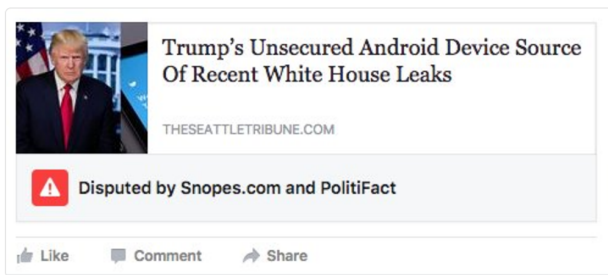 Trump's Unsecured Android Device Source
Of Recent White House Leaks
THESEATTLETRIBUNE.COM
Disputed by Snopes.com and PolitiFact
Like Comment Share